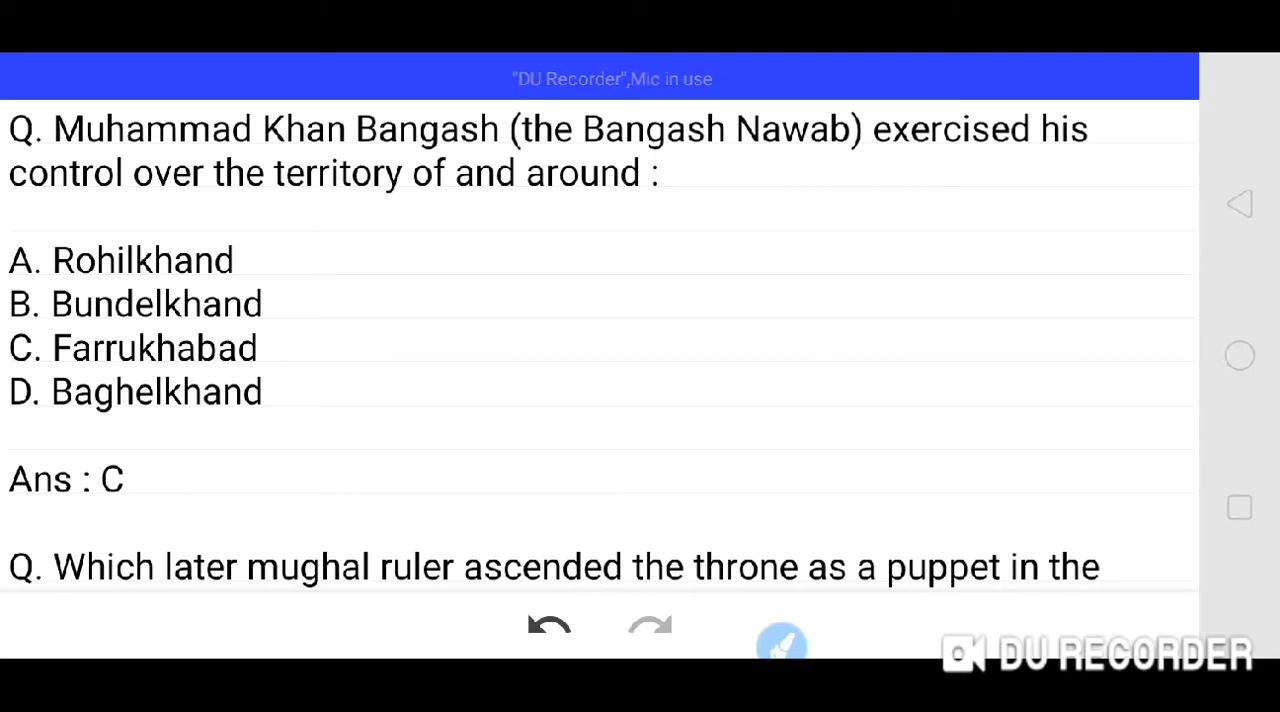 "DU Recorder",Mic in use
Q. Muhammad Khan Bangash (the Bangash Nawab) exercised his
control over the territory of and around :
A. Rohilkhand
B. Bundelkhand
C. Farrukhabad
D. Baghelkhand
Ans : C
Q. Which later mughal ruler ascended the throne as a puppet in the
DU RECORDER